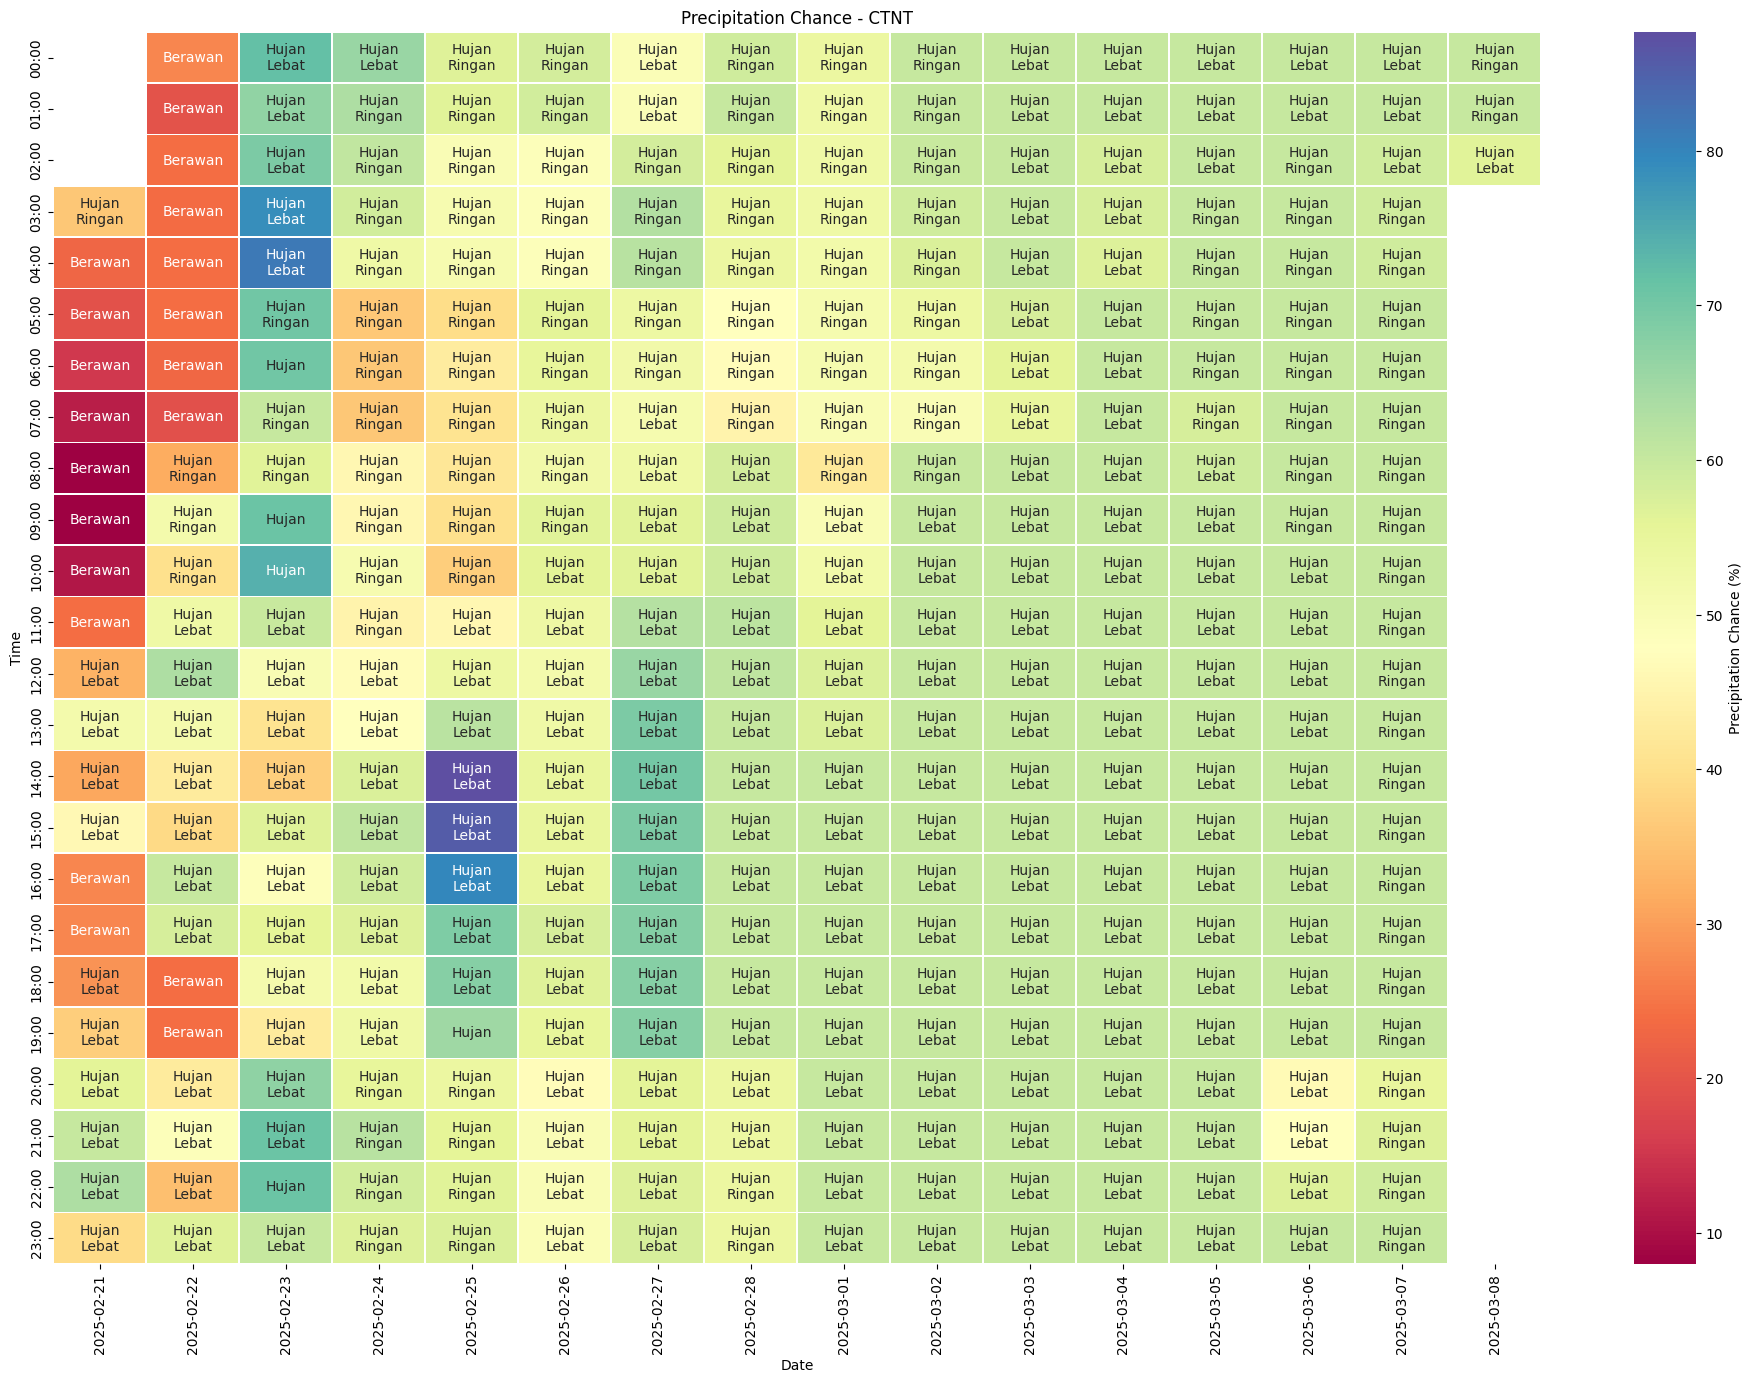 Precipitation Chance - CTNT
00:00 Berawan Hujan Lebat Hujan Lebat Hujan Ringan Hujan Ringan Hujan Lebat Hujan Ringan Hujan Ringan Hujan Ringan Hujan Lebat Hujan Lebat Hujan Lebat Hujan Lebat Hujan Lebat Hujan Ringan
01:00 Berawan Hujan Lebat Hujan Ringan Hujan Ringan Hujan Ringan Hujan Lebat Hujan Ringan Hujan Ringan Hujan Ringan Hujan Lebat Hujan Lebat Hujan Lebat Hujan Lebat Hujan Lebat Hujan Ringan
02:00 Berawan Hujan Lebat Hujan Ringan Hujan Ringan Hujan Ringan Hujan Ringan Hujan Ringan Hujan Ringan Hujan Ringan Hujan Lebat Hujan Lebat Hujan Lebat Hujan Ringan Hujan Lebat Hujan Lebat
03:00 Hujan Ringan Berawan Hujan Lebat Hujan Ringan Hujan Ringan Hujan Ringan Hujan Ringan Hujan Ringan Hujan Ringan Hujan Ringan Hujan Lebat Hujan Lebat Hujan Ringan Hujan Ringan Hujan Ringan
04:00 Berawan Berawan Hujan Lebat Hujan Ringan Hujan Ringan Hujan Ringan Hujan Ringan Hujan Ringan Hujan Ringan Hujan Ringan Hujan Lebat Hujan Lebat Hujan Ringan Hujan Ringan Hujan Ringan
05:00 Berawan Berawan Hujan Ringan Hujan Ringan Hujan Ringan Hujan Ringan Hujan Ringan Hujan Ringan Hujan Ringan Hujan Ringan Hujan Lebat Hujan Lebat Hujan Ringan Hujan Ringan Hujan Ringan
06:00 Berawan Berawan Hujan Hujan Ringan Hujan Ringan Hujan Ringan Hujan Ringan Hujan Ringan Hujan Ringan Hujan Ringan Hujan Lebat Hujan Lebat Hujan Ringan Hujan Ringan Hujan Ringan
07:00 Berawan Berawan Hujan Ringan Hujan Ringan Hujan Ringan Hujan Ringan Hujan Lebat Hujan Ringan Hujan Ringan Hujan Ringan Hujan Lebat Hujan Lebat Hujan Ringan Hujan Ringan Hujan Ringan
08:00 Berawan Hujan Ringan Hujan Ringan Hujan Ringan Hujan Ringan Hujan Ringan Hujan Lebat Hujan Lebat Hujan Ringan Hujan Ringan Hujan Lebat Hujan Lebat Hujan Lebat Hujan Ringan Hujan Ringan
09:00 Berawan Hujan Ringan Hujan Hujan Ringan Hujan Ringan Hujan Ringan Hujan Lebat Hujan Lebat Hujan Lebat Hujan Lebat Hujan Lebat Hujan Lebat Hujan Lebat Hujan Ringan Hujan Ringan
10:00 Berawan Hujan Ringan Hujan Hujan Ringan Hujan Ringan Hujan Lebat Hujan Lebat Hujan Lebat Hujan Lebat Hujan Lebat Hujan Lebat Hujan Lebat Hujan Lebat Hujan Lebat Hujan Ringan
11:00 Berawan Hujan Lebat Hujan Lebat Hujan Ringan Hujan Lebat Hujan Lebat Hujan Lebat Hujan Lebat Hujan Lebat Hujan Lebat Hujan Lebat Hujan Lebat Hujan Lebat Hujan Lebat Hujan Ringan
12:00 Hujan Lebat Hujan Lebat Hujan Lebat Hujan Lebat Hujan Lebat Hujan Lebat Hujan Lebat Hujan Lebat Hujan Lebat Hujan Lebat Hujan Lebat Hujan Lebat Hujan Lebat Hujan Lebat Hujan Ringan
13:00 Hujan Lebat Hujan Lebat Hujan Lebat Hujan Lebat Hujan Lebat Hujan Lebat Hujan Lebat Hujan Lebat Hujan Lebat Hujan Lebat Hujan Lebat Hujan Lebat Hujan Lebat Hujan Lebat Hujan Ringan
14:00 Hujan Lebat Hujan Lebat Hujan Lebat Hujan Lebat Hujan Lebat Hujan Lebat Hujan Lebat Hujan Lebat Hujan Lebat Hujan Lebat Hujan Lebat Hujan Lebat Hujan Lebat Hujan Lebat Hujan Ringan
15:00 Hujan Lebat Hujan Lebat Hujan Lebat Hujan Lebat Hujan Lebat Hujan Lebat Hujan Lebat Hujan Lebat Hujan Lebat Hujan Lebat Hujan Lebat Hujan Lebat Hujan Lebat Hujan Lebat Hujan Ringan
16:00 Berawan Hujan Lebat Hujan Lebat Hujan Lebat Hujan Lebat Hujan Lebat Hujan Lebat Hujan Lebat Hujan Lebat Hujan Lebat Hujan Lebat Hujan Lebat Hujan Lebat Hujan Lebat Hujan Ringan
17:00 Berawan Hujan Lebat Hujan Lebat Hujan Lebat Hujan Lebat Hujan Lebat Hujan Lebat Hujan Lebat Hujan Lebat Hujan Lebat Hujan Lebat Hujan Lebat Hujan Lebat Hujan Lebat Hujan Ringan
18:00 Hujan Lebat Berawan Hujan Lebat Hujan Lebat Hujan Lebat Hujan Lebat Hujan Lebat Hujan Lebat Hujan Lebat Hujan Lebat Hujan Lebat Hujan Lebat Hujan Lebat Hujan Lebat Hujan Ringan
19:00 Hujan Lebat Berawan Hujan Lebat Hujan Lebat Hujan Hujan Lebat Hujan Lebat Hujan Lebat Hujan Lebat Hujan Lebat Hujan Lebat Hujan Lebat Hujan Lebat Hujan Lebat Hujan Ringan
20:00 Hujan Lebat Hujan Lebat Hujan Lebat Hujan Ringan Hujan Ringan Hujan Lebat Hujan Lebat Hujan Lebat Hujan Lebat Hujan Lebat Hujan Lebat Hujan Lebat Hujan Lebat Hujan Lebat Hujan Ringan
21:00 Hujan Lebat Hujan Lebat Hujan Lebat Hujan Ringan Hujan Ringan Hujan Lebat Hujan Lebat Hujan Lebat Hujan Lebat Hujan Lebat Hujan Lebat Hujan Lebat Hujan Lebat Hujan Lebat Hujan Ringan
22:00 Hujan Lebat Hujan Lebat Hujan Hujan Ringan Hujan Ringan Hujan Lebat Hujan Lebat Hujan Ringan Hujan Lebat Hujan Lebat Hujan Lebat Hujan Lebat Hujan Lebat Hujan Lebat Hujan Ringan
23:00 Hujan Lebat Hujan Lebat Hujan Lebat Hujan Ringan Hujan Ringan Hujan Lebat Hujan Lebat Hujan Ringan Hujan Lebat Hujan Lebat Hujan Lebat Hujan Lebat Hujan Lebat Hujan Lebat Hujan Ringan
Time
2025-02-21 2025-02-22 2025-02-23 2025-02-24 2025-02-25 2025-02-26 2025-02-27 2025-02-28 2025-03-01 2025-03-02 2025-03-03 2025-03-04 2025-03-05 2025-03-06 2025-03-07 2025-03-08
Date
80
70
60
50
40
30
20
10
Precipitation Chance (%)